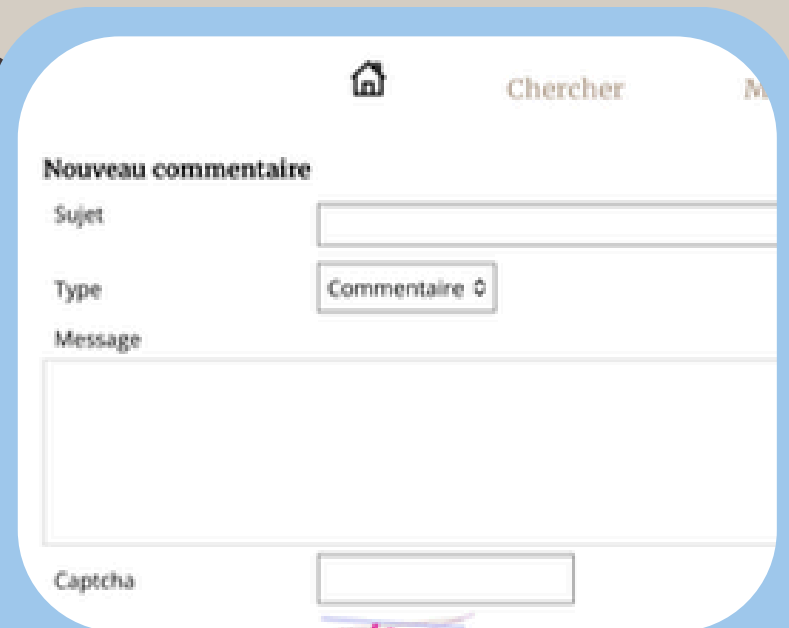 Chercher
Nouveau commentaire
Sujet
Type
Commentaire
Message
Captcha